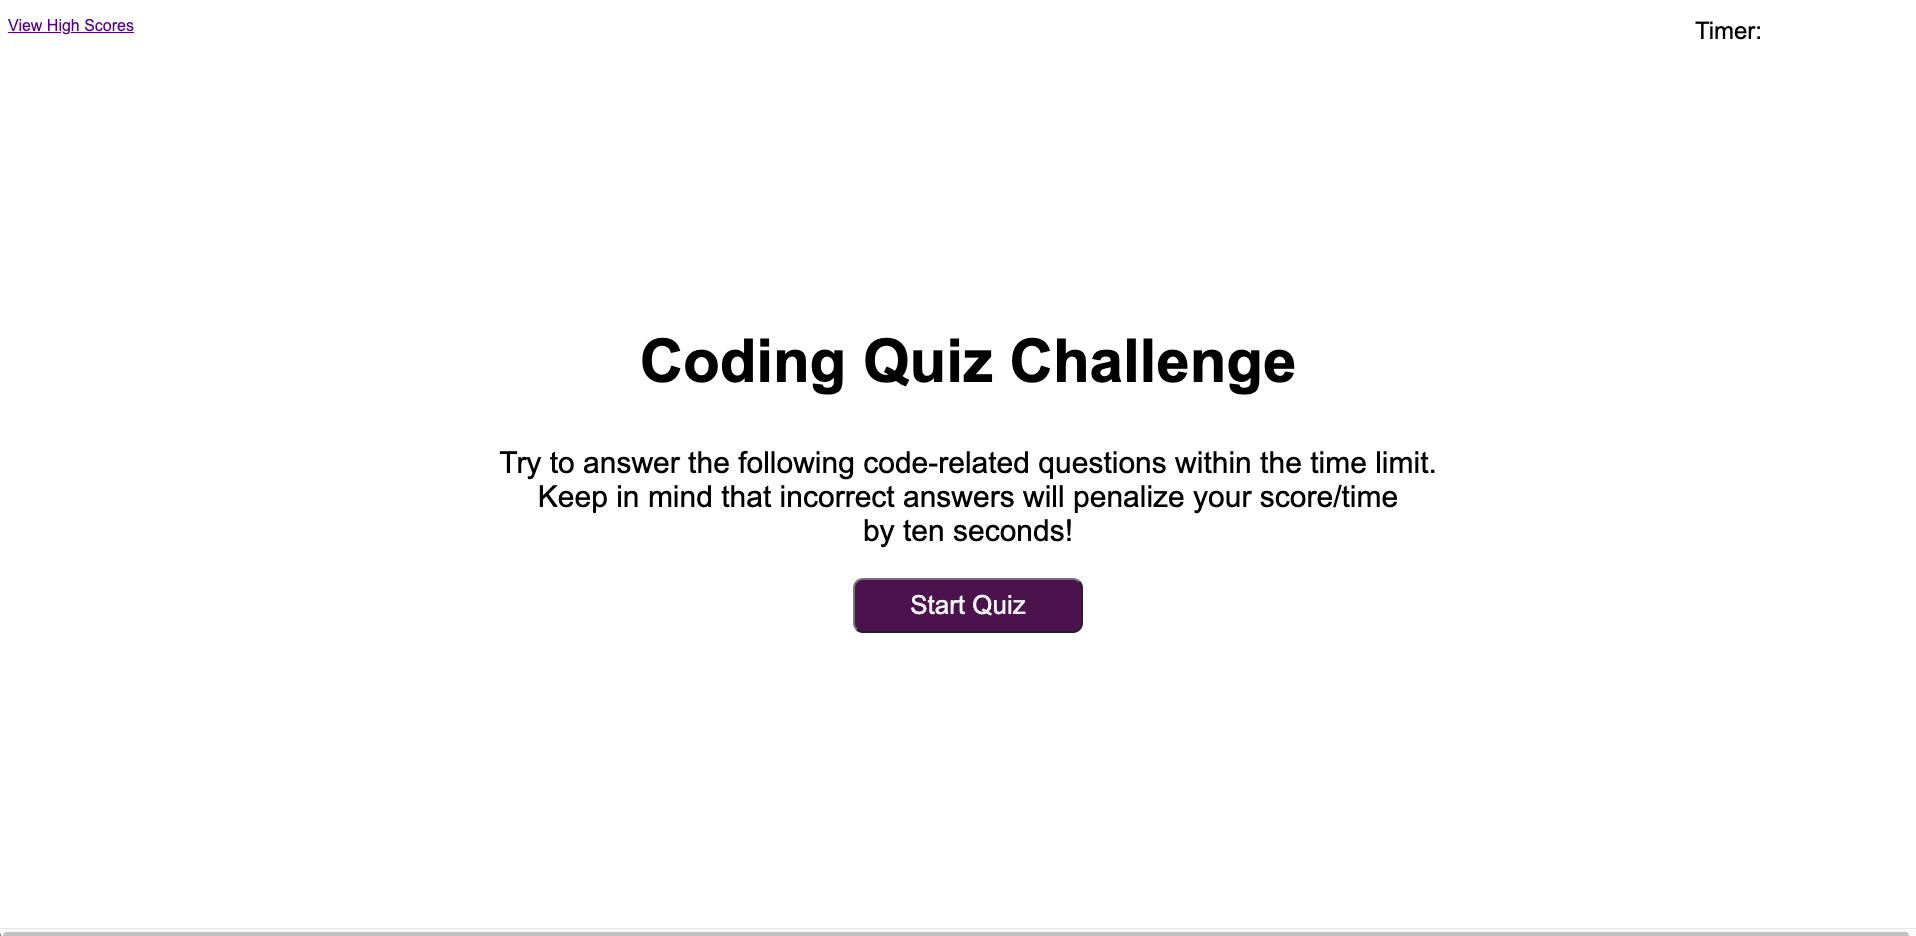 View High Scores
Timer:
Coding Quiz Challenge
Try to answer the following code-related questions within the time limit.
Keep in mind that incorrect answers will penalize your score/time
by ten seconds!
Start Quiz